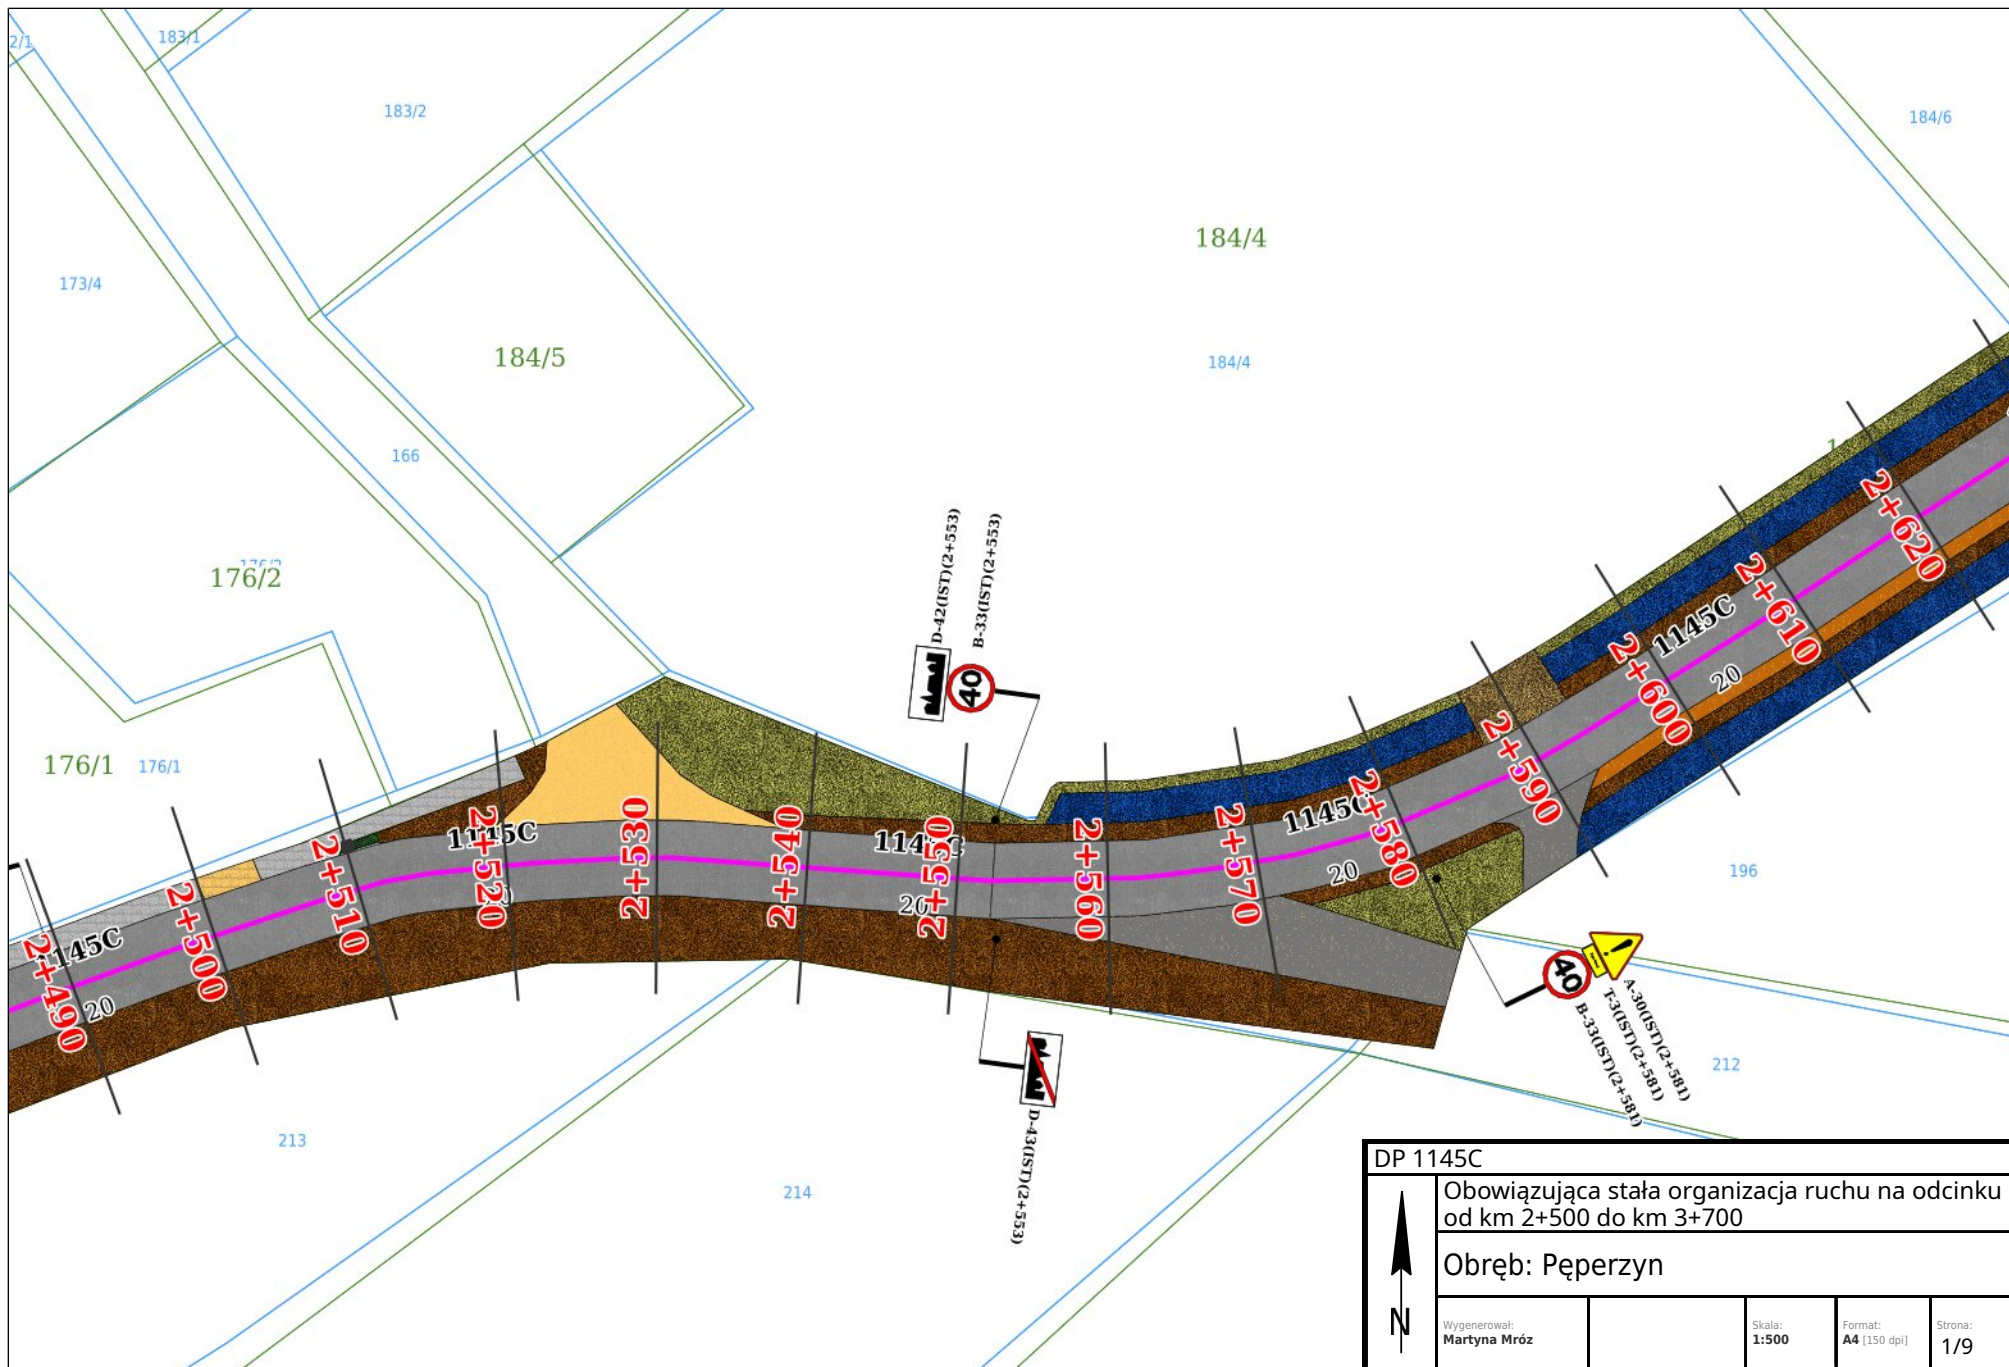 2/1
183/1
183/2
184/6
184/4
173/4
184/5
184/4
166
176/2
176/1
176/1
D-42(IST)(2+553)
B-33(IST)(2+553)
40
2+490
2+500
2+510
2+520
2+530
2+540
2+550
2+560
2+570
2+580
2+590
2+600
2+610
2+620
1145C
1145C
1145C
1145C
20
20
20
20
196
40
A-30(IST)(2+581)
T-3(IST)(2+581)
B-33(IST)(2+581)
D-43(IST)(2+553)
212
213
214
DP 1145C
Obowiązująca stała organizacja ruchu na odcinku
od km 2+500 do km 3+700
Obręb: Pęperzyn
N
Wygenerował:
Martyna Mróz
Skala:
1:500
Format:
A4 [150 dpi]
Strona:
1/9